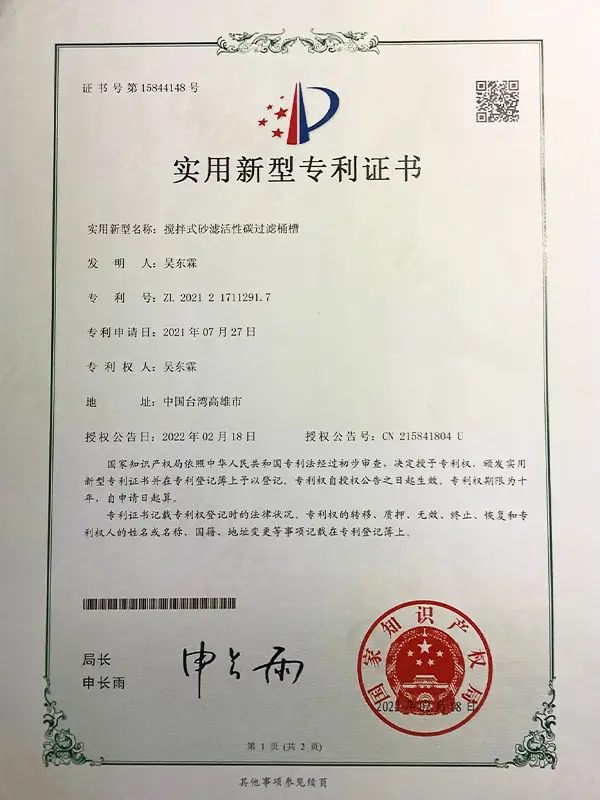 证书号第15844148号
实用新型专利证书
实用新型名称：搅拌式砂滤活性碳过滤桶槽
发明人：吴东霖
专利号：ZL 2021 2 1711291.7
专利申请日：2021年07月27日
专利权人：吴东霖
地址：中国台湾高雄市
授权公告日：2022年02月18日 授权公告号：CN 215841804 U
国家知识产权局依照中华人民共和国专利法经过初步审查，决定授予专利权，颁发实用
新型专利证书并在专利登记簿上予以登记。专利权自授权公告之日起生效。专利权期限为十
年，自申请日起算。
专利证书记载专利权登记时的法律状况。专利权的转移、质押、无效、终止、恢复和专
利权人的姓名或名称、国籍、地址变更等事项记载在专利登记簿上。
局长
申长雨
申长雨
国家知识产权局
2022年02月18日
第1页(共2页)
其他事项参见续页